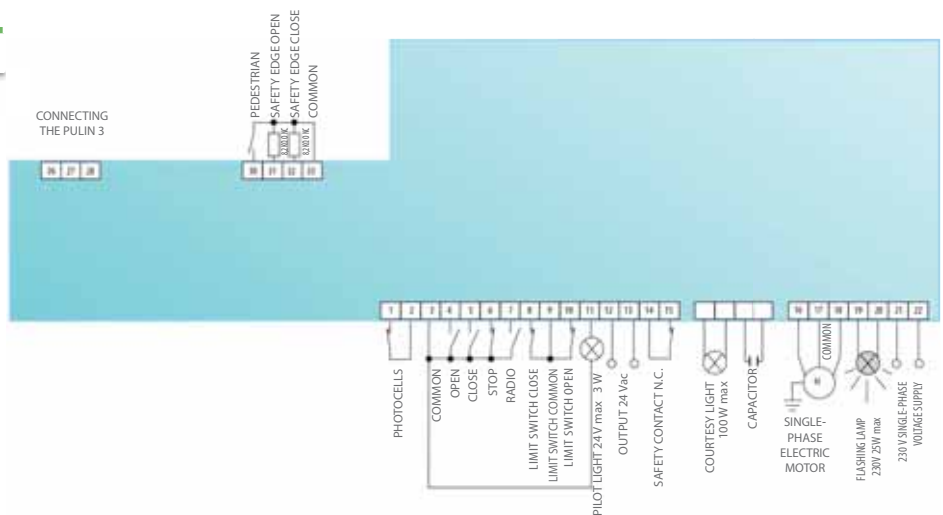 CONNECTING
THE PULIN 3
PEDESTRIAN
SAFETY EDGE OPEN
SAFETY EDGE CLOSE
COMMON
26 27 28
30 31 32 33
1 2 3 4 5 6 7 8 9 10 11 12 13 14 15
16 17 18 19 20 21 22
PHOTOCELLS
COMMON
OPEN
CLOSE
STOP
RADIO
LIMIT SWITCH CLOSE
LIMIT SWITCH COMMON
LIMIT SWITCH OPEN
PILOT LIGHT 24V max 3 W
OUTPUT 24 Vac
SAFETY CONTACT N.C.
COURTESY LIGHT
100W max
CAPACITOR
COMMON
M
SINGLE-
PHASE
ELECTRIC
MOTOR
FLASHING LAMP
230V 25W max
230 V SINGLE-PHASE
VOLTAGE SUPPLY